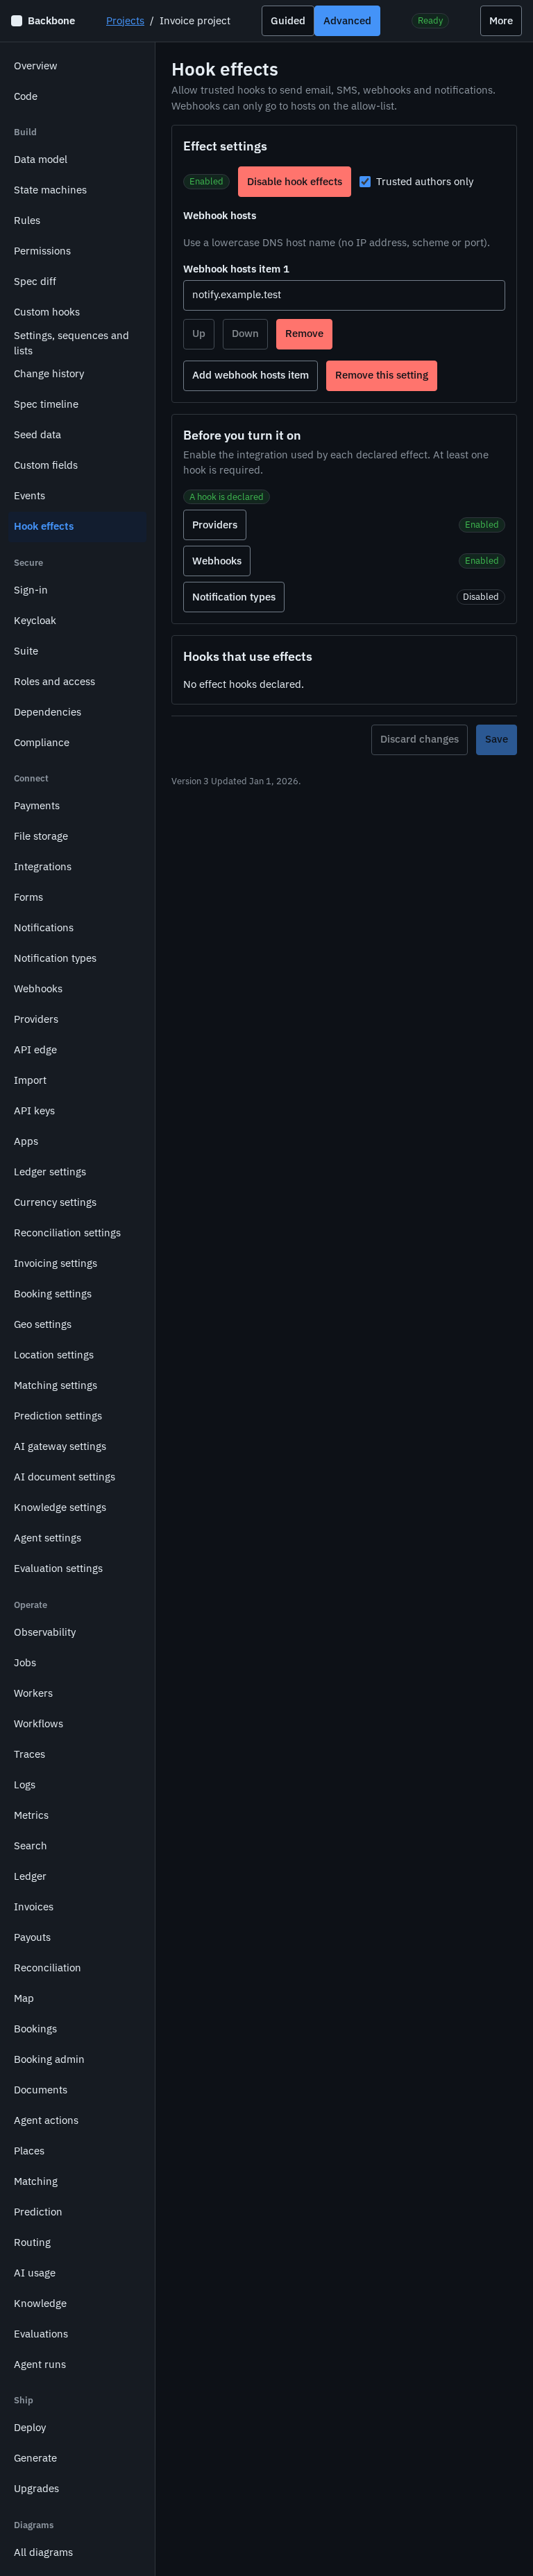 Backbone
Projects / Invoice project
Guided
Advanced
Ready
More
Overview
Code
Build
Data model
State machines
Rules
Permissions
Spec diff
Custom hooks
Settings, sequences and
lists
Change history
Spec timeline
Seed data
Custom fields
Events
Hook effects
Secure
Sign-in
Keycloak
Suite
Roles and access
Dependencies
Compliance
Connect
Payments
File storage
Integrations
Forms
Notifications
Notification types
Webhooks
Providers
API edge
Import
API keys
Apps
Ledger settings
Currency settings
Reconciliation settings
Invoicing settings
Booking settings
Geo settings
Location settings
Matching settings
Prediction settings
AI gateway settings
AI document settings
Knowledge settings
Agent settings
Evaluation settings
Operate
Observability
Jobs
Workers
Workflows
Traces
Logs
Metrics
Search
Ledger
Invoices
Payouts
Reconciliation
Map
Bookings
Booking admin
Documents
Agent actions
Places
Matching
Prediction
Routing
AI usage
Knowledge
Evaluations
Agent runs
Ship
Deploy
Generate
Upgrades
Diagrams
All diagrams
Hook effects
Allow trusted hooks to send email, SMS, webhooks and notifications.
Webhooks can only go to hosts on the allow-list.
Effect settings
Enabled
Disable hook effects
Trusted authors only
Webhook hosts
Use a lowercase DNS host name (no IP address, scheme or port).
Webhook hosts item 1
notify.example.test
Up
Down
Remove
Add webhook hosts item
Remove this setting
Before you turn it on
Enable the integration used by each declared effect. At least one
hook is required.
A hook is declared
Providers
Enabled
Webhooks
Enabled
Notification types
Disabled
Hooks that use effects
No effect hooks declared.
Discard changes
Save
Version 3 Updated Jan 1, 2026.